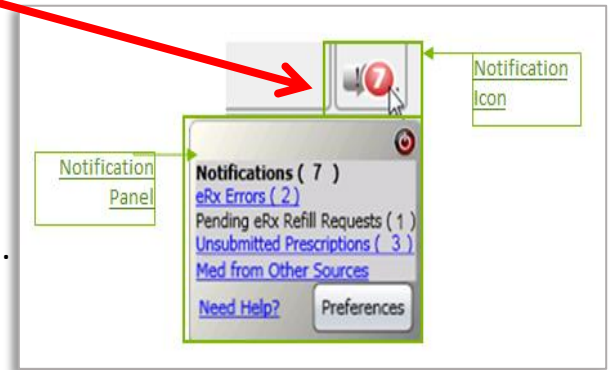 7
Notification
Icon
Notification
Panel
Notifications ( 7 )
eRx Errors ( 2 )
Pending eRx Refill Requests ( 1 )
Unsubmitted Prescriptions ( 3 )
Med from Other Sources
Need Help?
Preferences
.